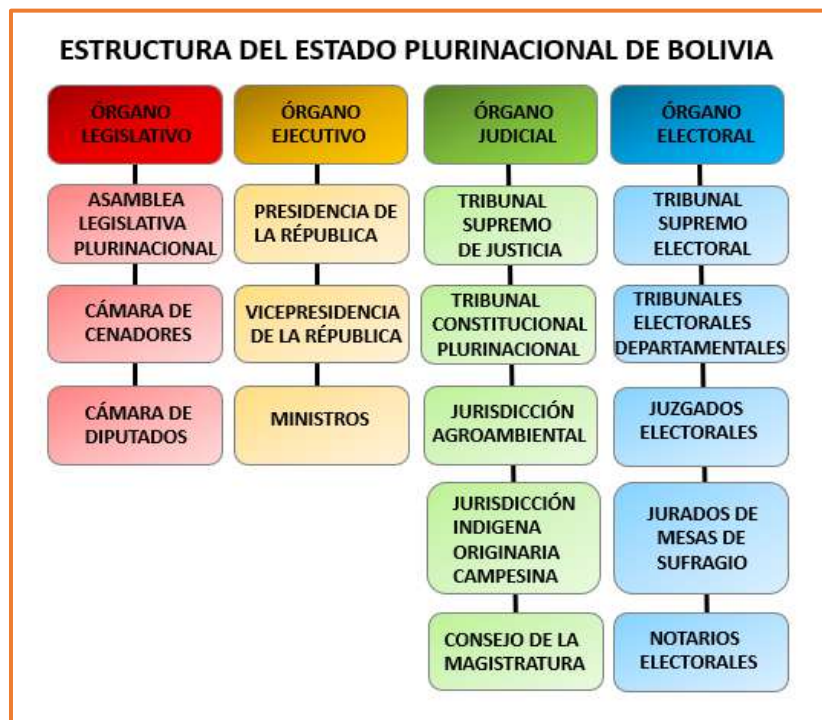 ESTRUCTURA DEL ESTADO PLURINACIONAL DE BOLIVIA
ÓRGANO
LEGISLATIVO
ASAMBLEA
LEGISLATIVA
PLURINACIONAL
CÁMARA DE
CENADORES
CÁMARA DE
DIPUTADOS
ÓRGANO
EJECUTIVO
PRESIDENCIA DE
LA RÉPUBLICA
VICEPRESIDENCIA
DE LA RÉPUBLICA
MINISTROS
ÓRGANO
JUDICIAL
TRIBUNAL
SUPREMO
DE JUSTICIA
TRIBUNAL
CONSTITUCIONAL
PLURINACIONAL
JURISDICCIÓN
AGROAMBIENTAL
JURISDICCIÓN
INDIGENA
ORIGINARIA
CAMPESINA
CONSEJO DE LA
MAGISTRATURA
ÓRGANO
ELECTORAL
TRIBUNAL
SUPREMO
ELECTORAL
TRIBUNALES
ELECTORALES
DEPARTAMENTALES
JUZGADOS
ELECTORALES
JURADOS DE
MESAS DE
SUFRAGIO
NOTARIOS
ELECTORALES